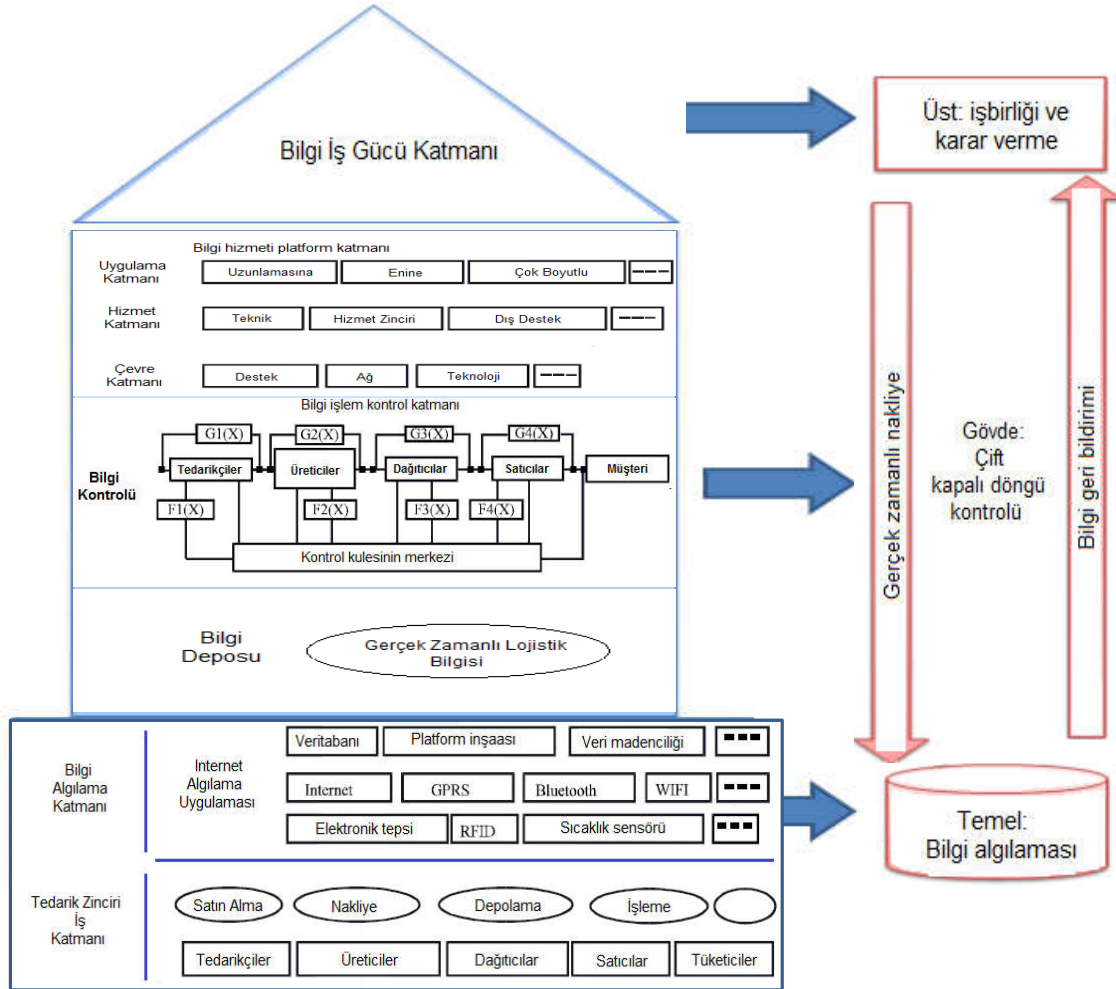 Bilgi İş Gücü Katmanı
Üst: işbirliği ve
karar verme
Bilgi hizmeti platform katmanı
Uygulama
Katmanı
Uzunlamasına
Enine
Çok Boyutlu
Hizmet
Katmanı
Teknik
Hizmet Zinciri
Dış Destek
Çevre
Katmanı
Destek
Ağ
Teknoloji
Bilgi işlem kontrol katmanı
G1(X)
G2(X)
G3(X)
G4(X)
Bilgi
Kontrolü
Tedarikçiler
Üreticiler
Dağıtıcılar
Satıcılar
Müşteri
F1(X)
F2(X)
F3(X)
F4(X)
Kontrol kulesinin merkezi
Gerçek zamanlı nakliye
Gövde:
Çift
kapalı döngü
kontrolü
Bilgi geri bildirimi
Bilgi
Deposu
Gerçek Zamanlı Lojistik
Bilgisi
Bilgi
Algılama
Katmanı
Internet
Algılama
Uygulaması
Veritabanı
Platform inşaası
Veri madenciliği
Internet
GPRS
Bluetooth
WIFI
Elektronik tepsi
RFID
Sıcaklık sensörü
Temel:
Bilgi algılaması
Tedarik Zinciri
İş
Katmanı
Satın Alma
Nakliye
Depolama
İşleme
Tedarikçiler
Üreticiler
Dağıtıcılar
Satıcılar
Tüketiciler